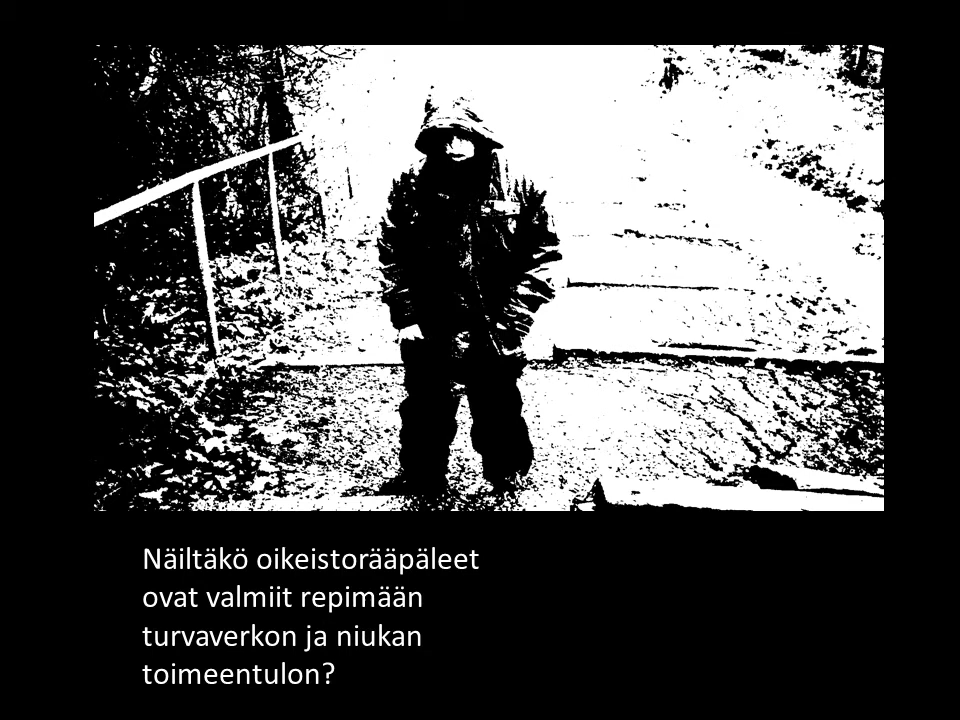 Näiltäkö oikeistorääpäleet
ovat valmiit repimään
turvaverkon ja niukan
toimeentulon?